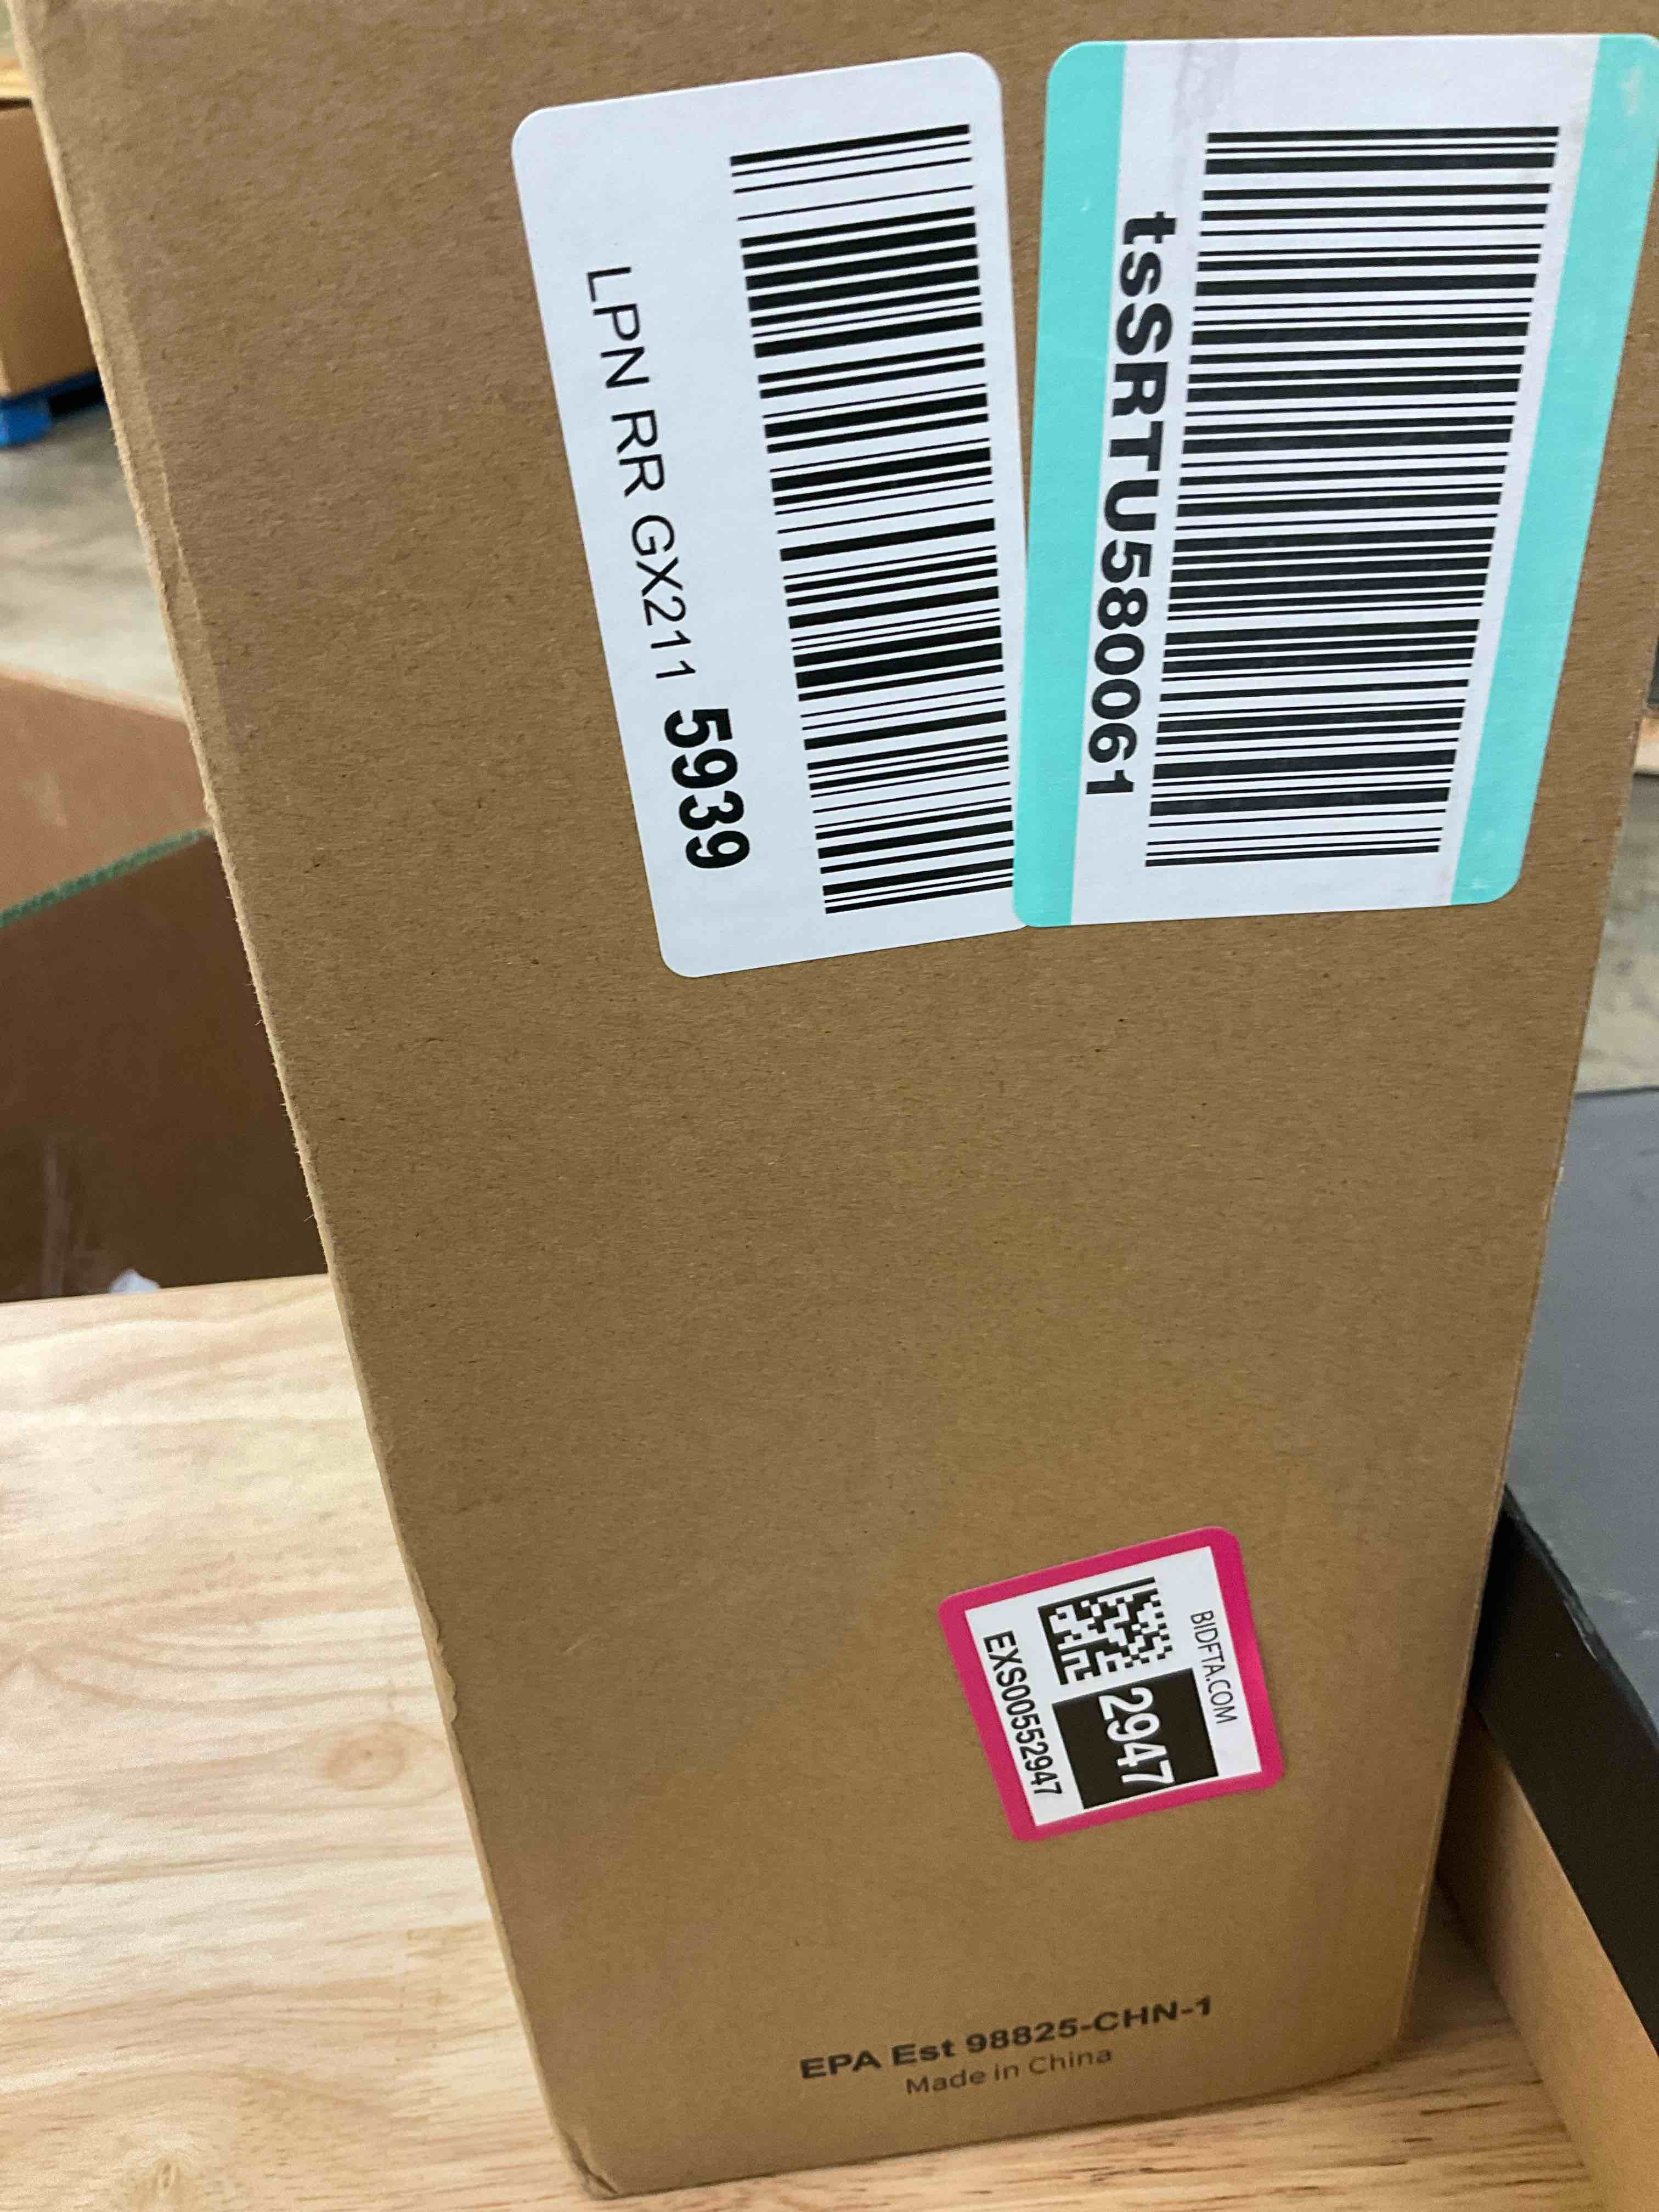 LPN RR GX211 5939
tsSRTU580061
BIDFTA.COM
2947
EXS00552947
EPA Est 98825-CHN-1
Made in China